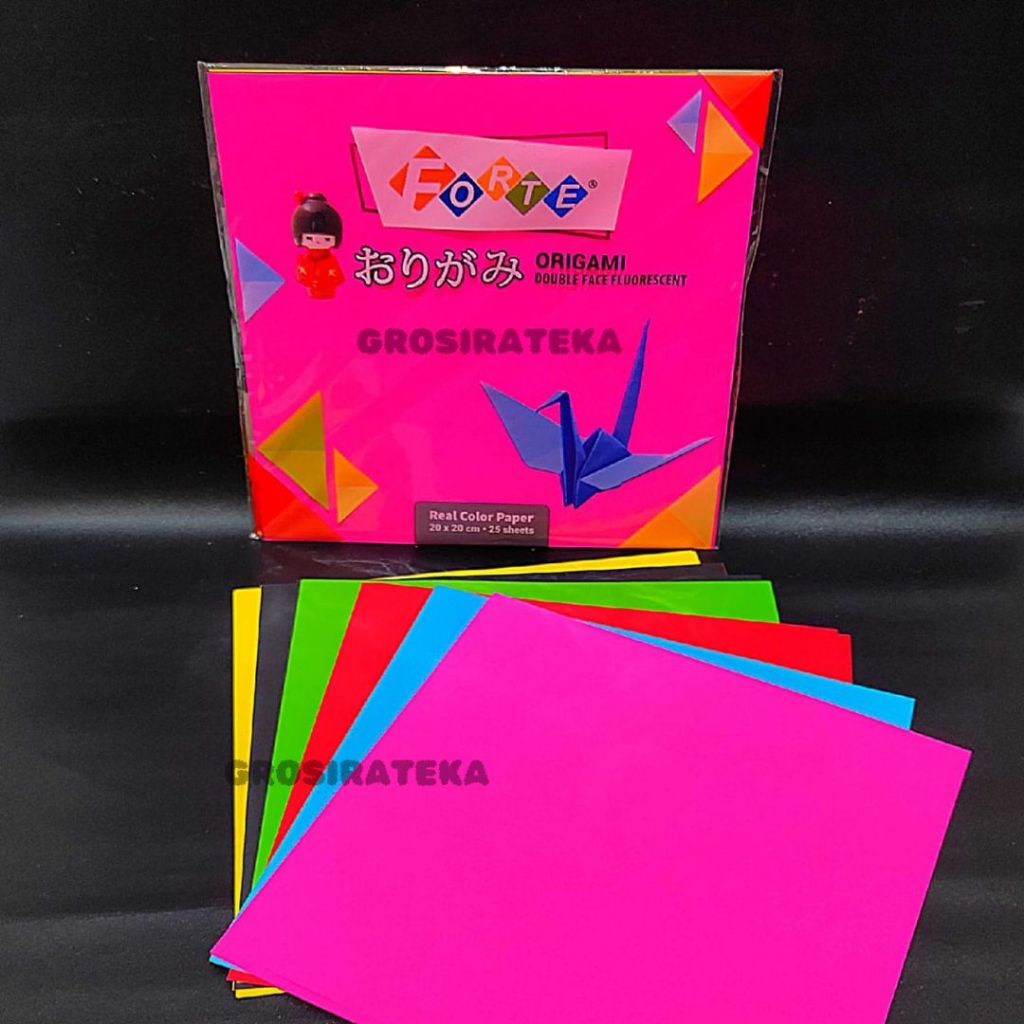 FORTE®
おりがみ ORIGAMI
DOUBLE FACE FLUORESCENT
GROSIRATEKA
Real Color Paper
20 x 20 cm • 25 sheets
GROSIRATEKA